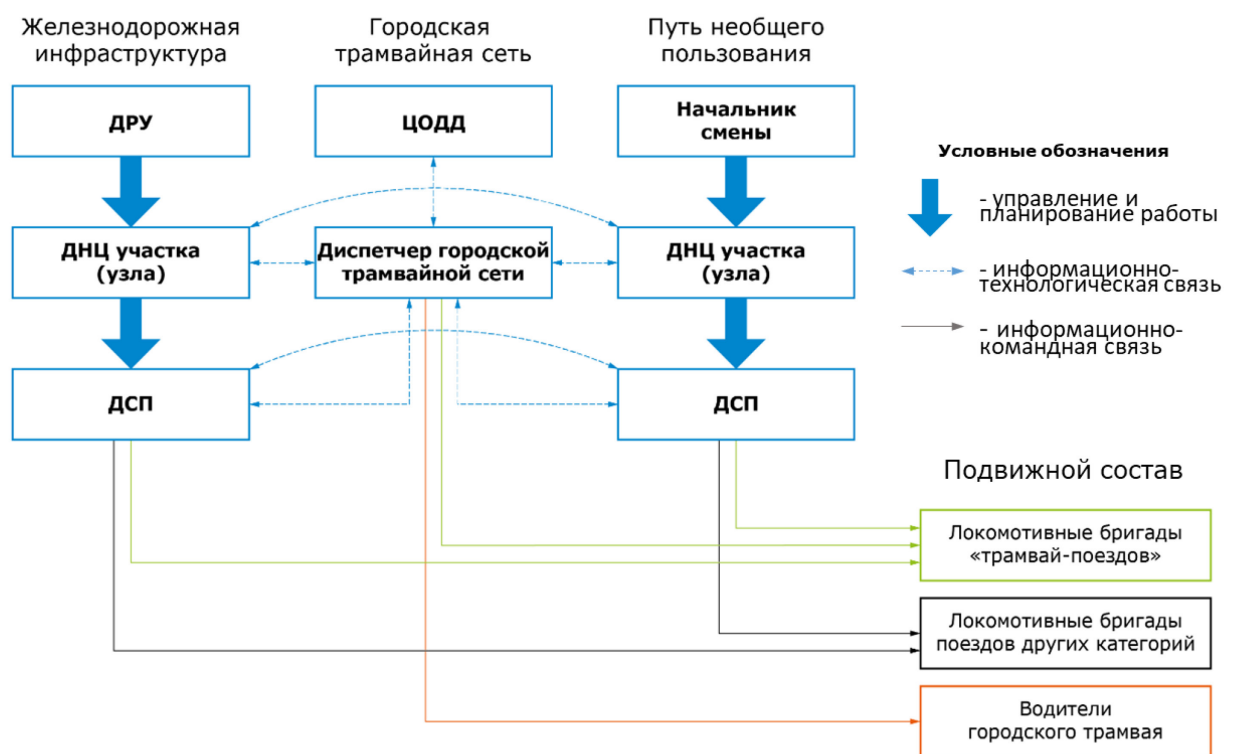 Железнодорожная
инфраструктура
Городская
трамвайная сеть
Путь необщего
пользования
ДРУ
ЦОДД
Начальник
смены
ДНЦ участка
(узла)
Диспетчер городской
трамвайной сети
ДНЦ участка
(узла)
ДСП
ДСП
Условные обозначения
- управление и
планирование работы
- информационно-
технологическая связь
- информационно-
командная связь
Подвижной состав
Локомотивные бригады
«трамвай-поездов»
Локомотивные бригады
поездов других категорий
Водители
городского трамвая